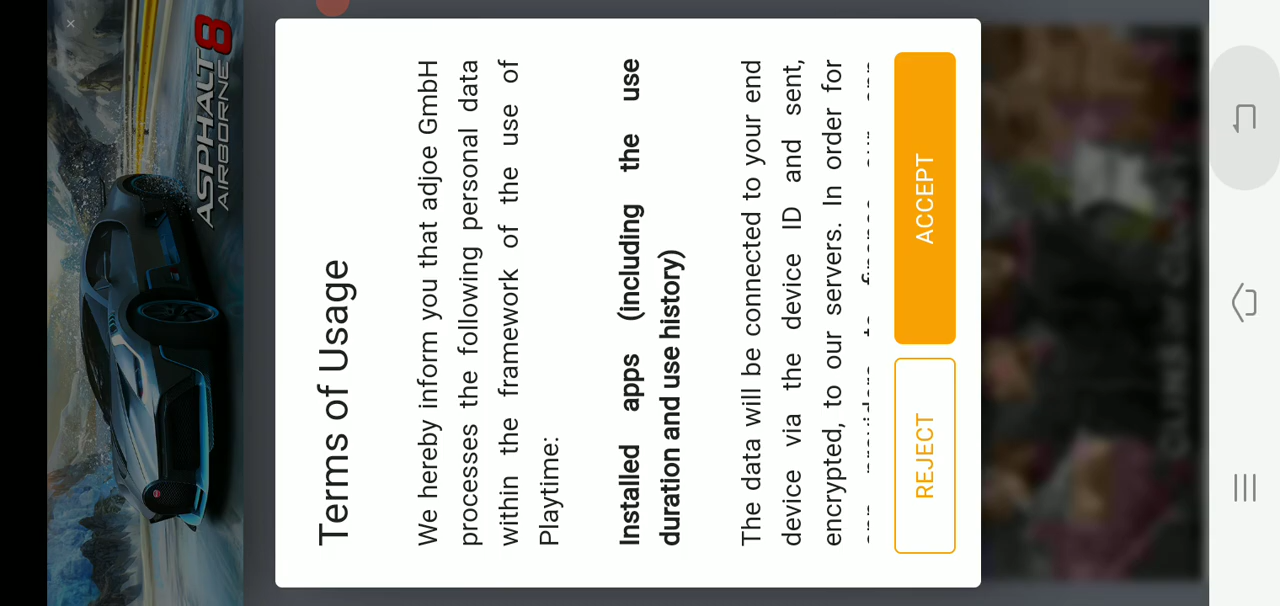 ASPHALT 8
AIRBORNE
Terms of Usage
We hereby inform you that adjoe GmbH
processes the following personal data
within the framework of the use of
Playtime:
Installed apps (including the use
duration and use history)
The data will be connected to your end
device via the device ID and sent,
encrypted, to our servers. In order for
REJECT
ACCEPT